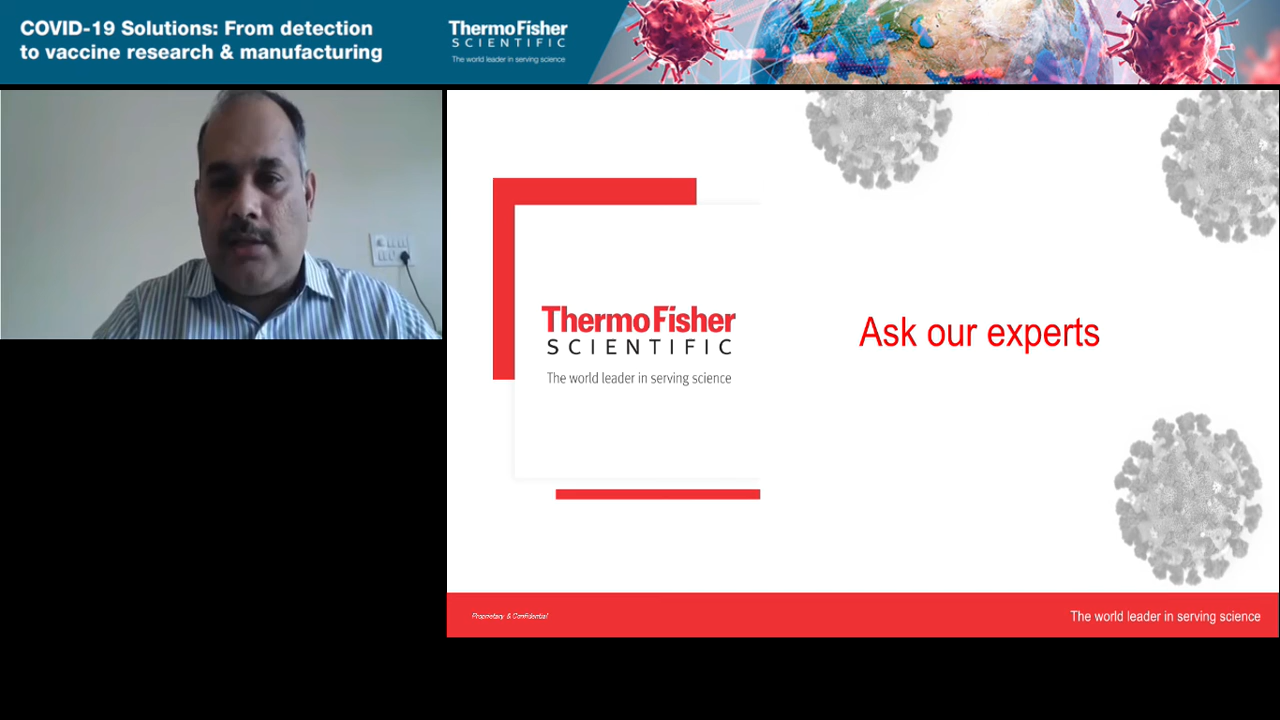 COVID-19 Solutions: From detection
to vaccine research & manufacturing
ThermoFisher
SCIENTIFIC
The world leader in serving science
ThermoFisher
SCIENTIFIC
The world leader in serving science
Ask our experts
Proprietary & Confidential
The world leader in serving science